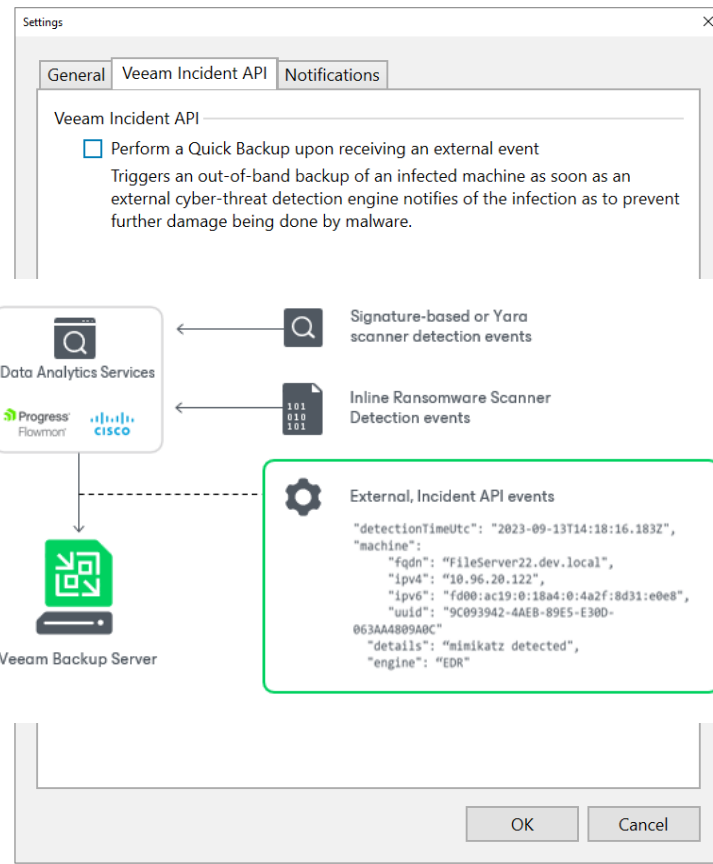 Settings
General
Veeam Incident API
Notifications
Veeam Incident API
Perform a Quick Backup upon receiving an external event
Triggers an out-of-band backup of an infected machine as soon as an
external cyber-threat detection engine notifies of the infection as to prevent
further damage being done by malware.
Data Analytics Services
Progress
Flowmon
CISCO
Signature-based or Yara
scanner detection events
101
010
101
Inline Ransomware Scanner
Detection events
External, Incident API events
"detectionTimeUtc": "2023-09-13T14:18:16.183Z",
"machine":
"fqdn": “FileServer22.dev.local",
"ipv4": “10.96.20.122",
"ipv6": "fd00:ac19:0:18a4:0:4a2f:8d31:e0e8",
"uuid": "9C093942-4AEB-89E5-E30D-
063AA4809A0C"
"details": “mimikatz detected",
"engine": “EDR"
Veeam Backup Server
OK
Cancel